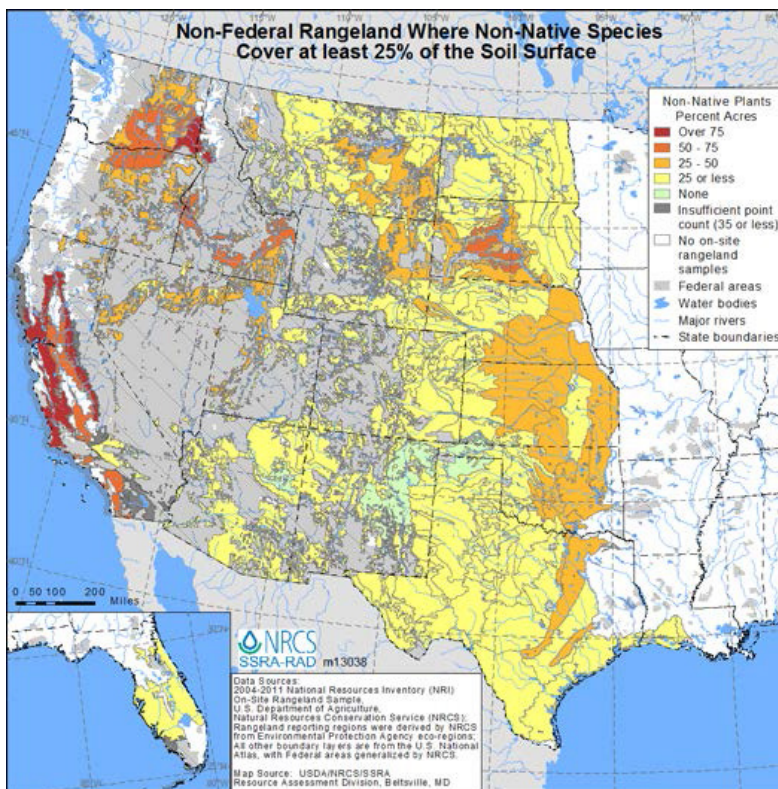 Non-Federal Rangeland Where Non-Native Species
Cover at least 25% of the Soil Surface
Non-Native Plants
Percent Acres
Over 75
50 - 75
25 - 50
25 or less
None
Insufficient point
count (35 or less)
No on-site
rangeland
samples
Federal areas
Water bodies
Major rivers
State boundaries
0 50 100 200
Miles
NRCS
SSRA-RAD m13038
Data Sources:
2004-2011 National Resources Inventory (NRI)
On-Site Rangeland Sample,
U.S. Department of Agriculture,
Natural Resources Conservation Service (NRCS);
Rangeland reporting regions were derived by NRCS
from Environmental Protection Agency eco-regions;
All other boundary layers are from the U.S. National
Atlas, with Federal areas generalized by NRCS.
Map Source: USDA/NRCS/SSRA
Resource Assessment Division, Beltsville, MD